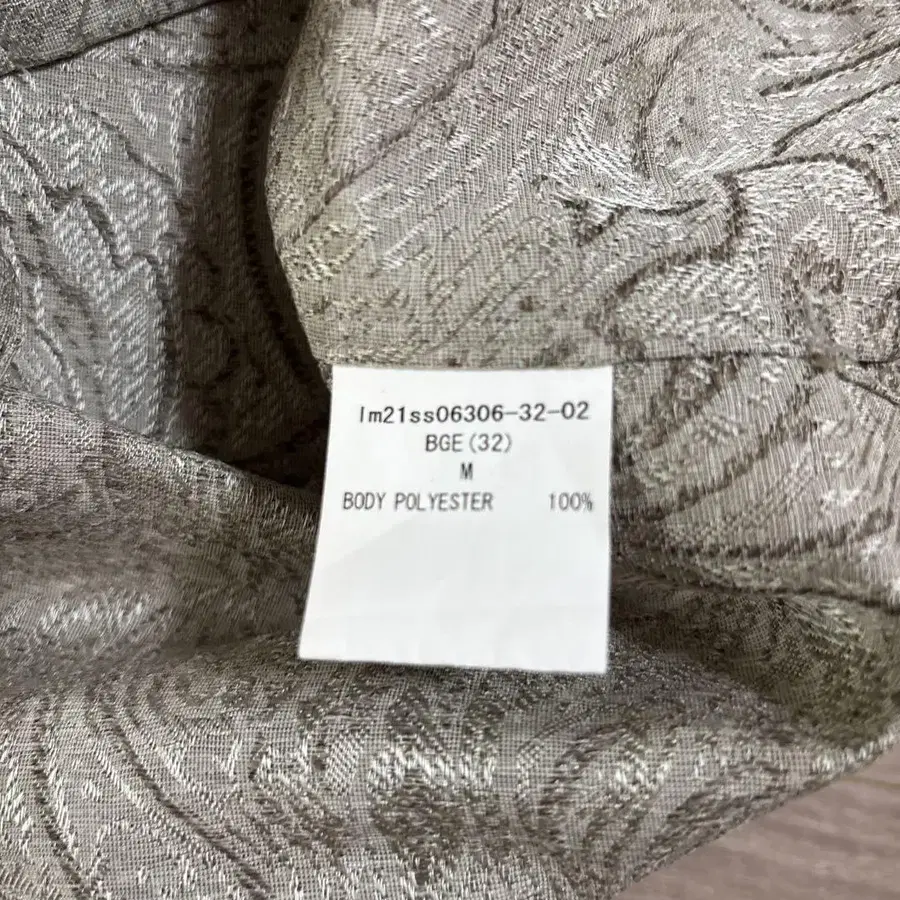 lm21ss06306-32-02
BGE(32)
M
BODY POLYESTER 100%